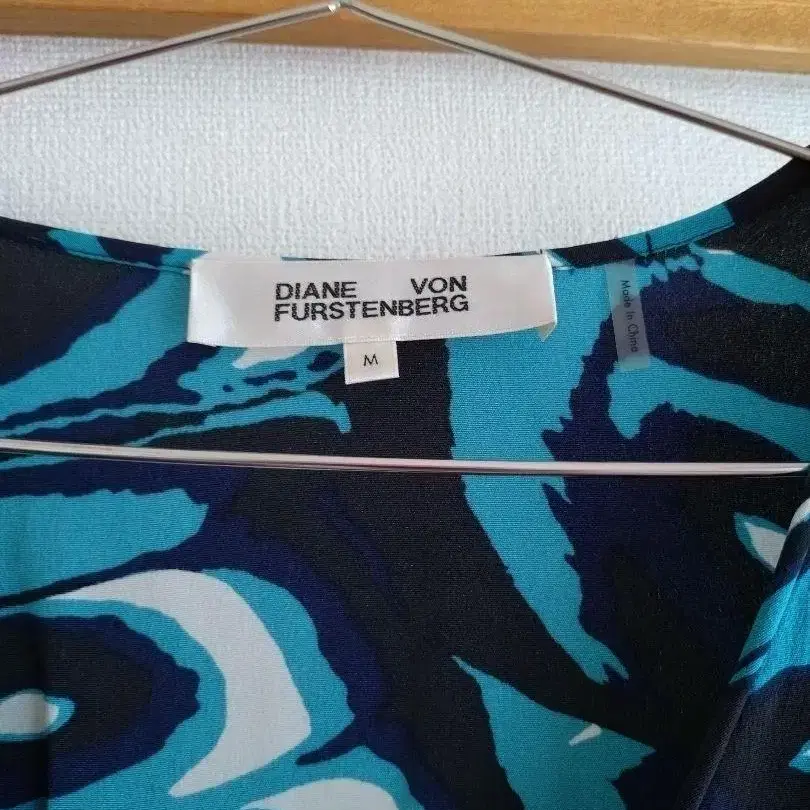 DIANE VON
FURSTENBERG
M
Made In China